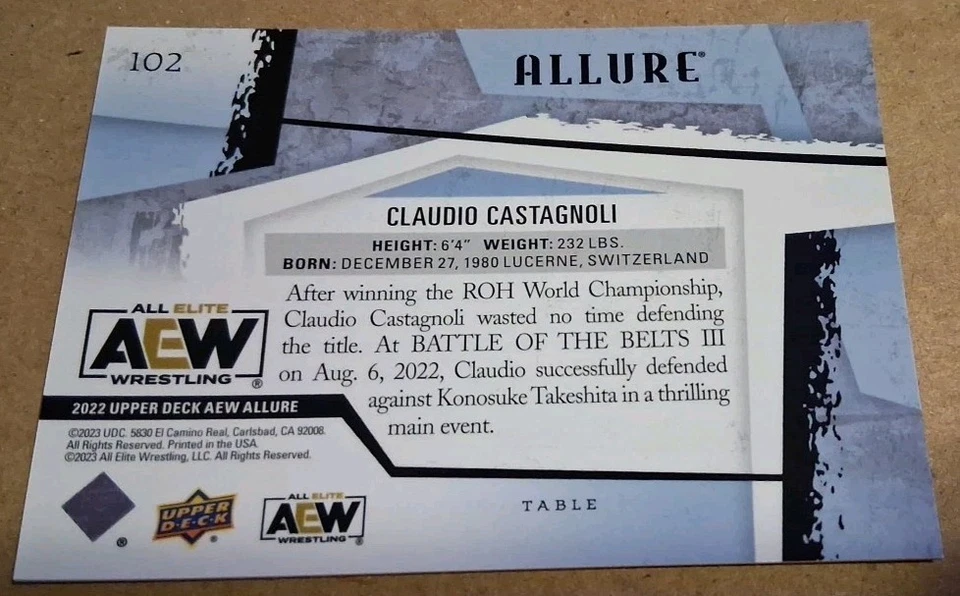 102
ALLURE®
CLAUDIO CASTAGNOLI
HEIGHT: 6'4" WEIGHT: 232 LBS.
BORN: DECEMBER 27, 1980 LUCERNE, SWITZERLAND
After winning the ROH World Championship,
Claudio Castagnoli wasted no time defending
the title. At BATTLE OF THE BELTS III
on Aug. 6, 2022, Claudio successfully defended
against Konosuke Takeshita in a thrilling
main event.
ALL ELITE
AEW
WRESTLING®
2022 UPPER DECK AEW ALLURE
©2023 UDC. 5830 El Camino Real, Carlsbad, CA 92008.
All Rights Reserved. Printed in the USA.
©2023 All Elite Wrestling, LLC. All Rights Reserved.
TABLE
®
UPPER
DECK
®
ALL ELITE
AEW
WRESTLING®